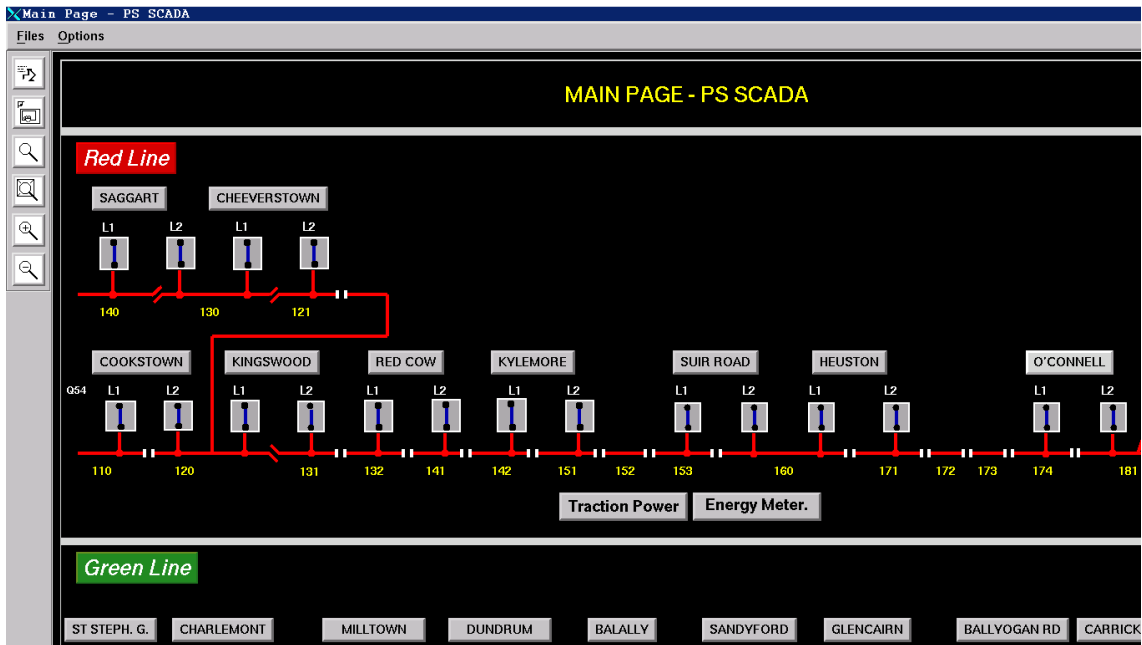 Main Page - PS SCADA
Files Options
MAIN PAGE - PS SCADA
Red Line
SAGGART CHEEVERSTOWN
L1 L2 L1 L2
140 130 121
COOKSTOWN KINGSWOOD RED COW KYLEMORE SUIR ROAD HEUSTON O'CONNELL
Q54 L1 L2 L1 L2 L1 L2 L1 L2 L1 L2 L1 L2 L1 L2
110 120 131 132 141 142 151 152 153 160 171 172 173 174 181
Traction Power Energy Meter.
Green Line
ST STEPH. G. CHARLEMONT MILLTOWN DUNDRUM BALALLY SANDYFORD GLENCAIRN BALLYOGAN RD CARRICK